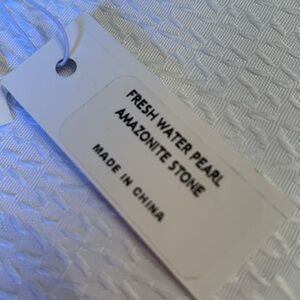 FRESH WATER PEARL
AMAZONITE STONE
MADE IN CHINA